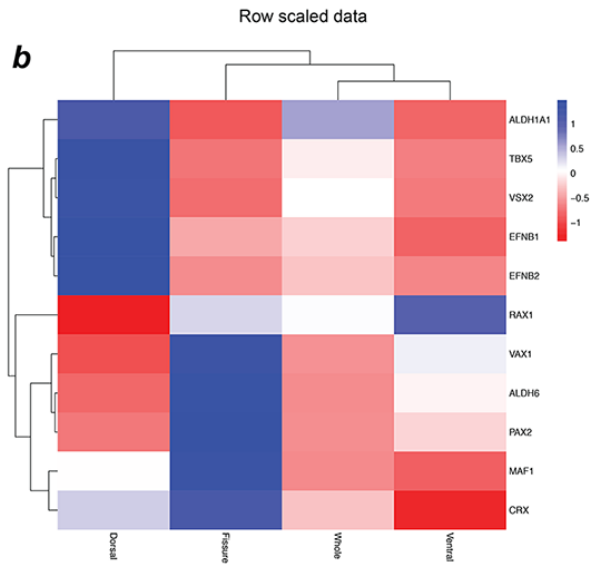 Row scaled data
b
ALDH1A1
TBX5
VSX2
EFNB1
EFNB2
RAX1
VAX1
ALDH6
PAX2
MAF1
CRX
1
0.5
0
−0.5
−1
Dorsal
Fissure
Whole
Ventral